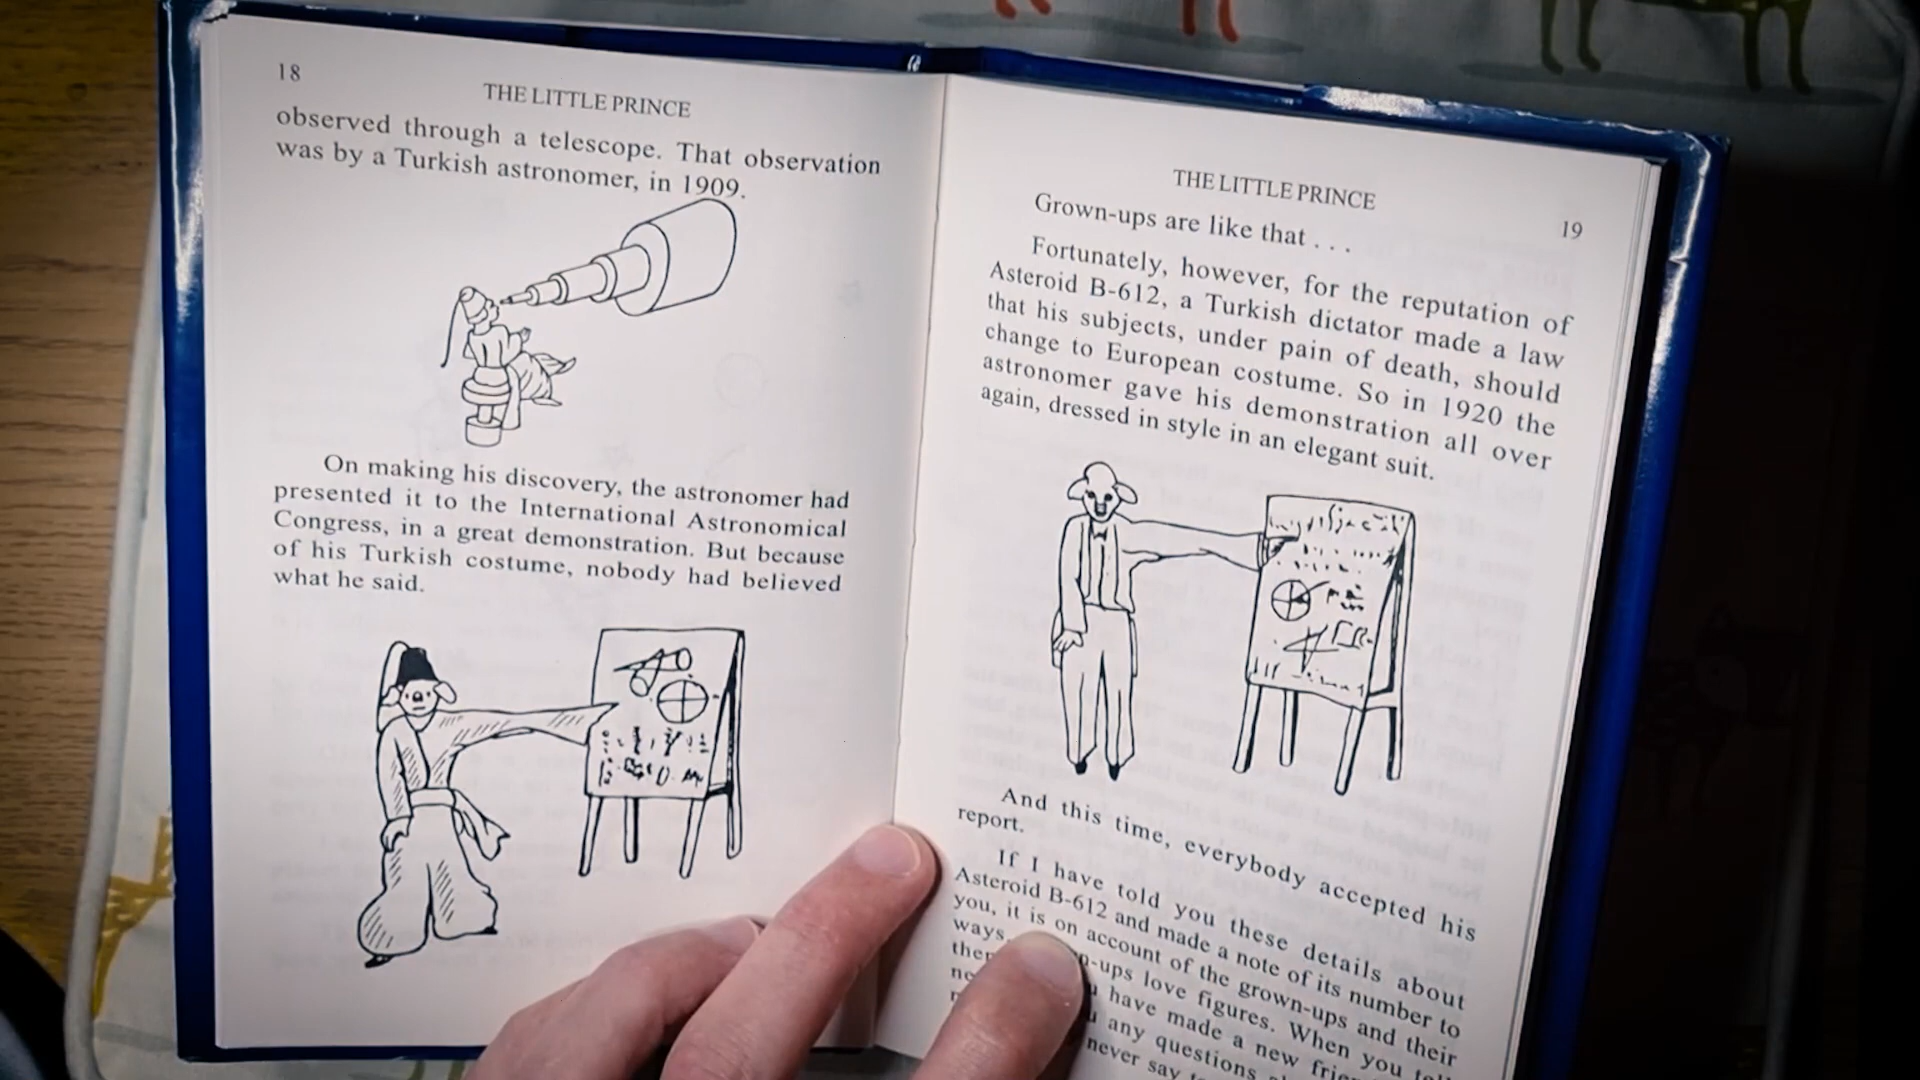 18
THE LITTLE PRINCE
observed through a telescope. That observation
was by a Turkish astronomer, in 1909.
On making his discovery, the astronomer had
presented it to the International Astronomical
Congress, in a great demonstration. But because
of his Turkish costume, nobody had believed
what he said.
THE LITTLE PRINCE
19
Grown-ups are like that . . .
Fortunately, however, for the reputation of
Asteroid B-612, a Turkish dictator made a law
that his subjects, under pain of death, should
change to European costume. So in 1920 the
astronomer gave his demonstration all over
again, dressed in style in an elegant suit.
And this time, everybody accepted his
report.
If I have told you these details about
Asteroid B-612 and made a note of its number to
you, it is on account of the grown-ups and their
ways. -ups love figures. When you
have made a new
any questions
never say